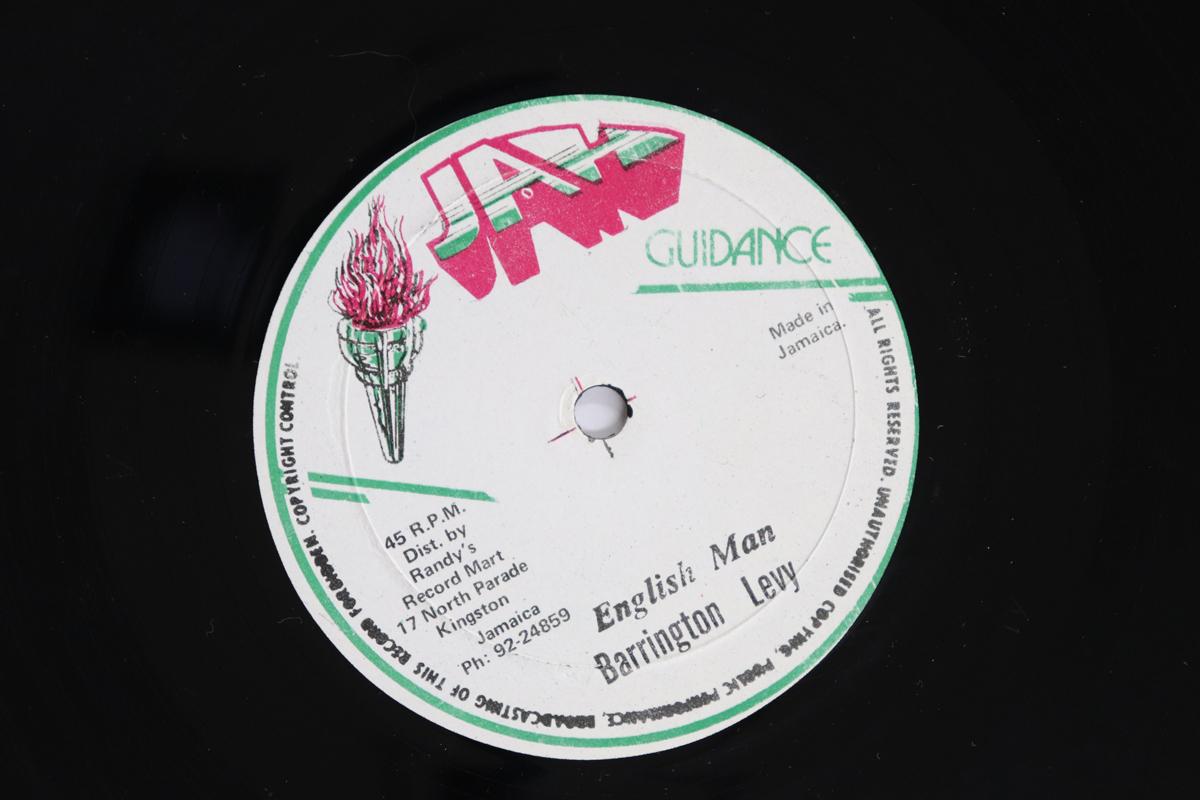 JAH
GUIDANCE
Made in
Jamaica.
45 R.P.M.
Dist. by
Randy's
Record Mart
17 North Parade
Kingston
Jamaica
Ph: 92-24859
English Man
Barrington Levy
ALL RIGHTS RESERVED. UNAUTHORISED COPYING, PUBLIC PERFORMANCE, BROADCASTING OF THIS RECORD FORBIDDEN. COPYRIGHT CONTROL